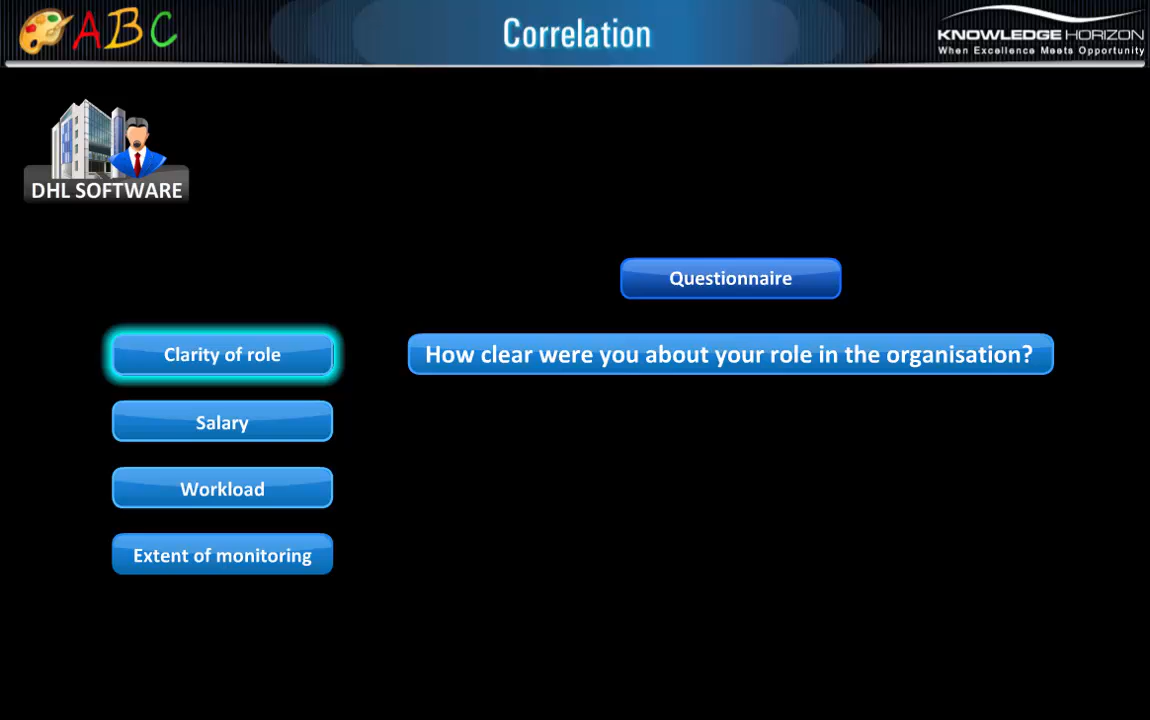 ABC
Correlation
KNOWLEDGE HORIZON
When Excellence Meets Opportunity
DHL SOFTWARE
Questionnaire
Clarity of role
How clear were you about your role in the organisation?
Salary
Workload
Extent of monitoring